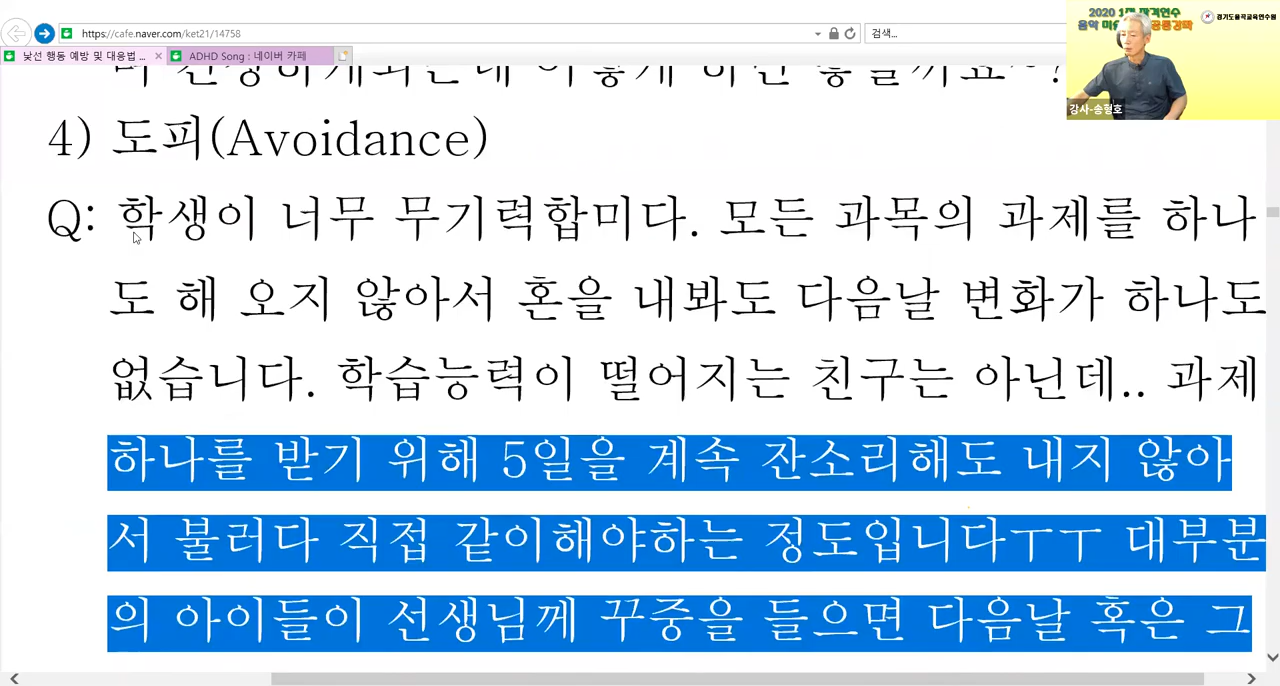 https://cafe.naver.com/ket21/14758
검색...
낯선 행동 예방 및 대응법 ...
ADHD Song : 네이버 카페
2020 1정 자격연수
경기도율곡교육연수원
강사-송형호
4) 도피(Avoidance)
Q: 학생이 너무 무기력합미다. 모든 과목의 과제를 하나
도 해 오지 않아서 혼을 내봐도 다음날 변화가 하나도
없습니다. 학습능력이 떨어지는 친구는 아닌데.. 과제
하나를 받기 위해 5일을 계속 잔소리해도 내지 않아
서 불러다 직접 같이해야하는 정도입니다ㅜㅜ 대부분
의 아이들이 선생님께 꾸중을 들으면 다음날 혹은 그